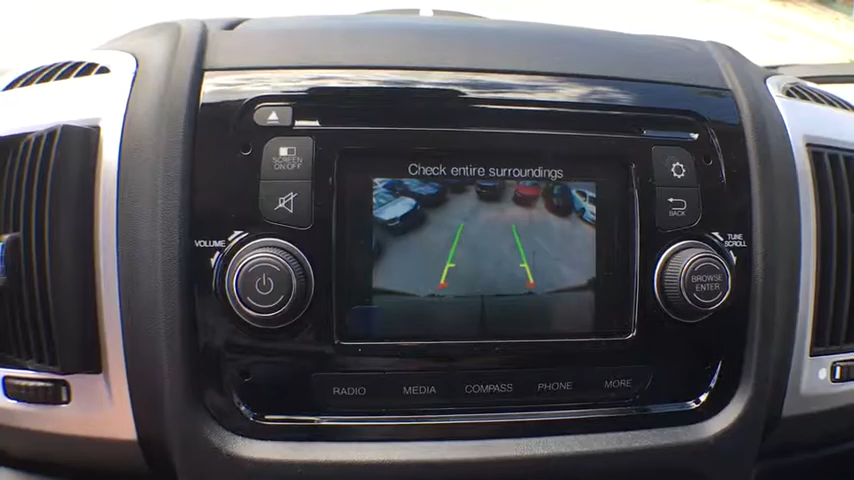 Check entire surroundings
SCREEN
ON/OFF
BACK
VOLUME
TUNE
SCROLL
BROWSE
ENTER
RADIO
MEDIA
COMPASS
PHONE
MORE